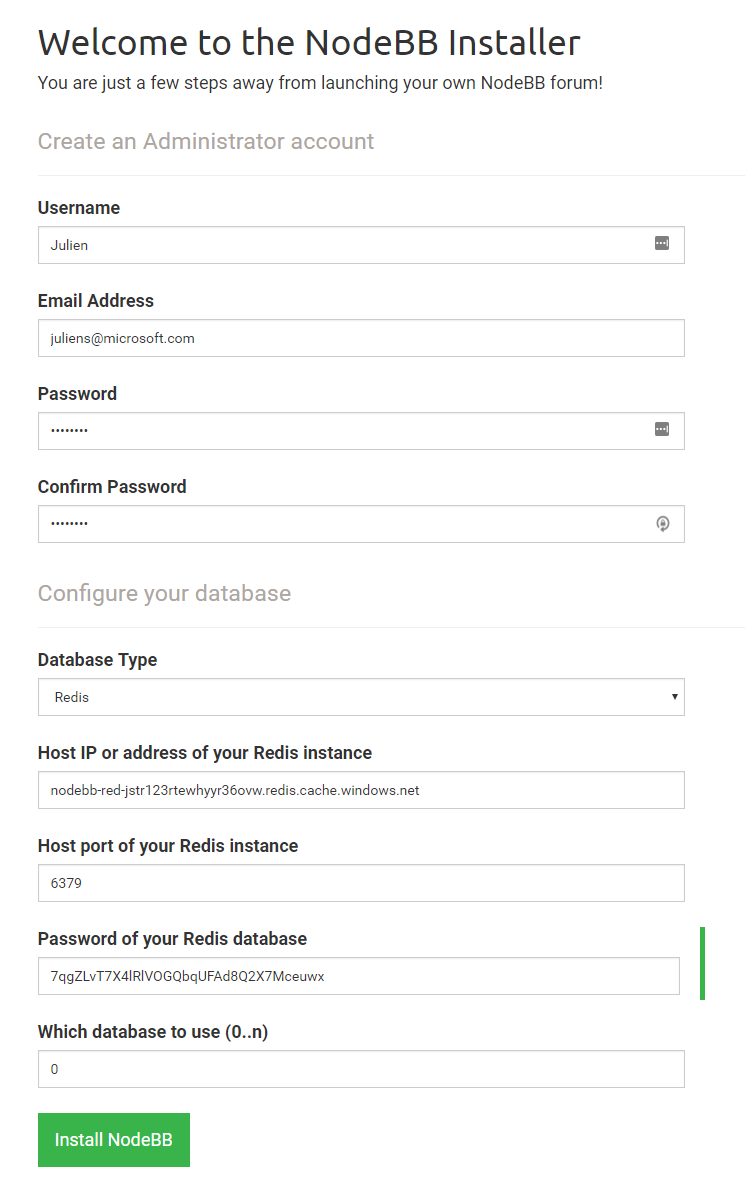 Welcome to the NodeBB Installer
You are just a few steps away from launching your own NodeBB forum!
Create an Administrator account
Username
Julien
Email Address
juliens@microsoft.com
Password
••••••••
Confirm Password
••••••••
Configure your database
Database Type
Redis
Host IP or address of your Redis instance
nodebb-red-jstr123rtewhyyr36ovw.redis.cache.windows.net
Host port of your Redis instance
6379
Password of your Redis database
7qgZLvT7X4lRlVOGQbqUFAd8Q2X7Mceuwx
Which database to use (0..n)
0
Install NodeBB